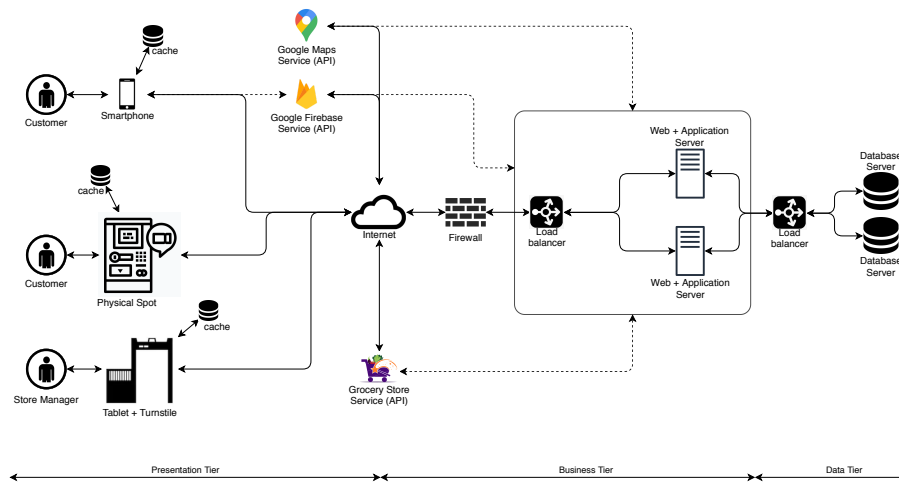 cache
Google Maps
Service (API)
Customer
Smartphone
Google Firebase
Service (API)
Web + Application
Server
Database
Server
cache
Internet
Firewall
Load
balancer
Load
balancer
Customer
Physical Spot
Web + Application
Server
Database
Server
cache
Store Manager
Tablet + Turnstile
Grocery Store
Service (API)
Presentation Tier
Business Tier
Data Tier